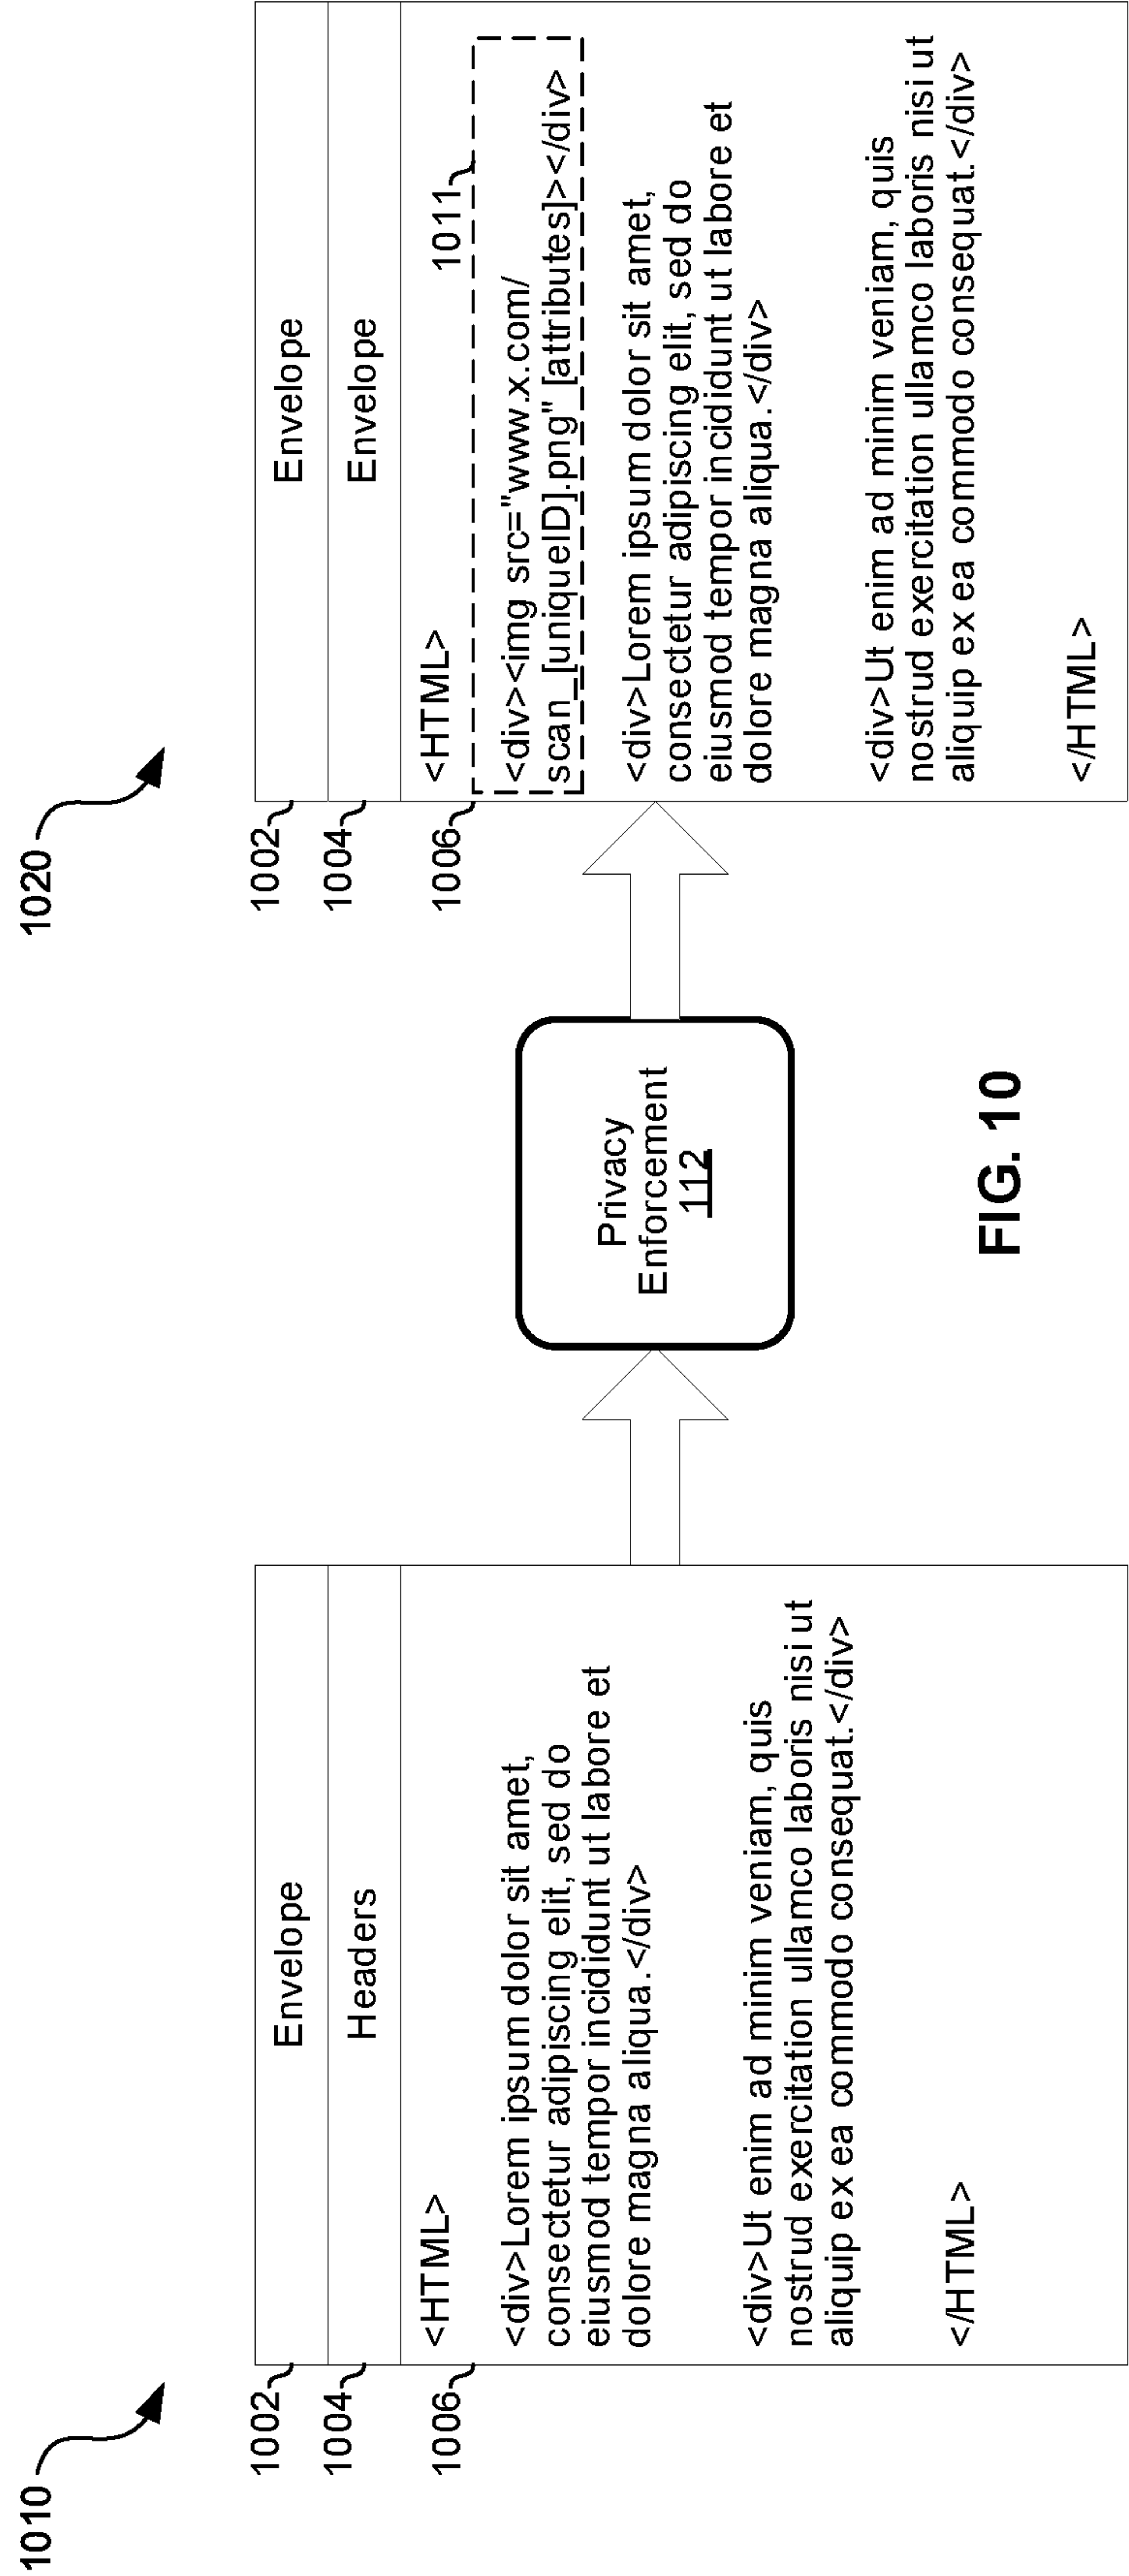 1010
1002
Envelope
1004
Headers
1006
<HTML>
<div>Lorem ipsum dolor sit amet,
consectetur adipiscing elit, sed do
eiusmod tempor incididunt ut labore et
dolore magna aliqua.</div>
<div>Ut enim ad minim veniam, quis
nostrud exercitation ullamco laboris nisi ut
aliquip ex ea commodo consequat.</div>
</HTML>
Privacy
Enforcement
112
1020
1002
Envelope
1004
Envelope
1006
<HTML>
1011
<div><img src="www.x.com/
scan_[uniqueID].png" [attributes]></div>
<div>Lorem ipsum dolor sit amet,
consectetur adipiscing elit, sed do
eiusmod tempor incididunt ut labore et
dolore magna aliqua.</div>
<div>Ut enim ad minim veniam, quis
nostrud exercitation ullamco laboris nisi ut
aliquip ex ea commodo consequat.</div>
</HTML>
FIG. 10